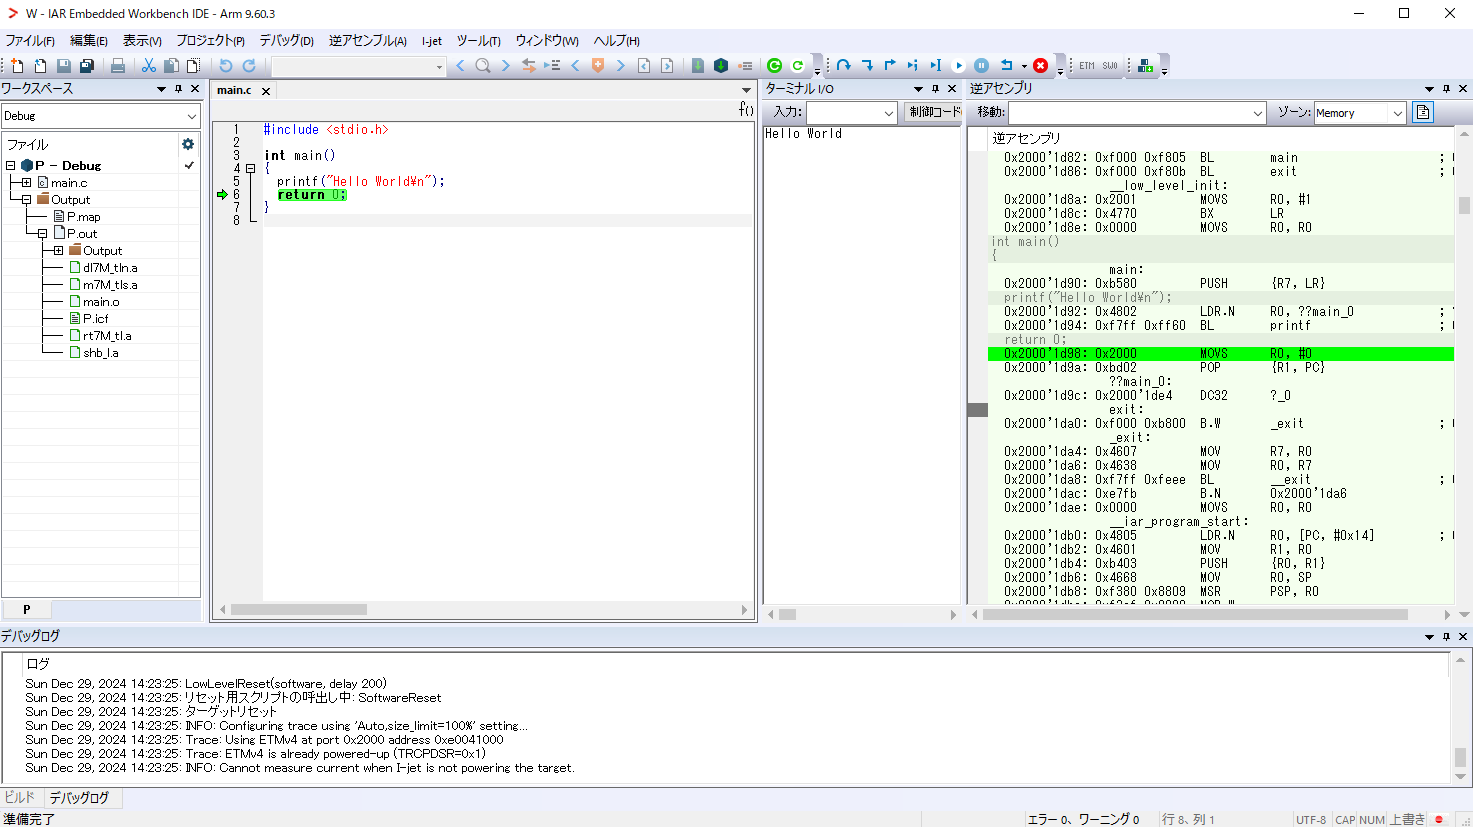 W - IAR Embedded Workbench IDE - Arm 9.60.3
ファイル(F) 編集(E) 表示(V) プロジェクト(P) デバッグ(D) 逆アセンブル(A) I-jet ツール(T) ウィンドウ(W) ヘルプ(H)
ETM SWO
ワークスペース
Debug
ファイル
P - Debug
main.c
Output
P.map
P.out
Output
dl7M_tln.a
m7M_tls.a
main.o
P.icf
rt7M_tl.a
shb_l.a
P
main.c
f()
1 #include <stdio.h>
2
3 int main()
4 {
5 printf("Hello World¥n");
6 return 0;
7 }
8
ターミナル I/O
入力: 制御コード
Hello World
逆アセンブリ
移動: ゾーン: Memory
逆アセンブリ
0x2000'1d82: 0xf000 0xf805 BL main ;
0x2000'1d86: 0xf000 0xf80b BL exit ;
__low_level_init:
0x2000'1d8a: 0x2001 MOVS R0, #1
0x2000'1d8c: 0x4770 BX LR
0x2000'1d8e: 0x0000 MOVS R0, R0
int main()
{
main:
0x2000'1d90: 0xb580 PUSH {R7, LR}
printf("Hello World¥n");
0x2000'1d92: 0x4802 LDR.N R0, ??main_0 ;
0x2000'1d94: 0xf7ff 0xff60 BL printf ;
return 0;
0x2000'1d98: 0x2000 MOVS R0, #0
0x2000'1d9a: 0xbd02 POP {R1, PC}
??main_0:
0x2000'1d9c: 0x2000'1de4 DC32 ?_0
exit:
0x2000'1da0: 0xf000 0xb800 B.W _exit ;
_exit:
0x2000'1da4: 0x4607 MOV R7, R0
0x2000'1da6: 0x4638 MOV R0, R7
0x2000'1da8: 0xf7ff 0xfeee BL __exit ;
0x2000'1dac: 0xe7fb B.N 0x2000'1da6
0x2000'1dae: 0x0000 MOVS R0, R0
__iar_program_start:
0x2000'1db0: 0x4805 LDR.N R0, [PC, #0x14] ;
0x2000'1db2: 0x4601 MOV R1, R0
0x2000'1db4: 0xb403 PUSH {R0, R1}
0x2000'1db6: 0x4668 MOV R0, SP
0x2000'1db8: 0xf380 0x8809 MSR PSP, R0
デバッグログ
ログ
Sun Dec 29, 2024 14:23:25: LowLevelReset(software, delay 200)
Sun Dec 29, 2024 14:23:25: リセット用スクリプトの呼出し中: SoftwareReset
Sun Dec 29, 2024 14:23:25: ターゲットリセット
Sun Dec 29, 2024 14:23:25: INFO: Configuring trace using 'Auto,size_limit=100%' setting...
Sun Dec 29, 2024 14:23:25: Trace: Using ETMv4 at port 0x2000 address 0xe0041000
Sun Dec 29, 2024 14:23:25: Trace: ETMv4 is already powered-up (TRCPDSR=0x1)
Sun Dec 29, 2024 14:23:25: INFO: Cannot measure current when I-jet is not powering the target.
ビルド デバッグログ
準備完了 エラー 0、ワーニング 0 行 8、列 1 UTF-8 CAP NUM 上書き